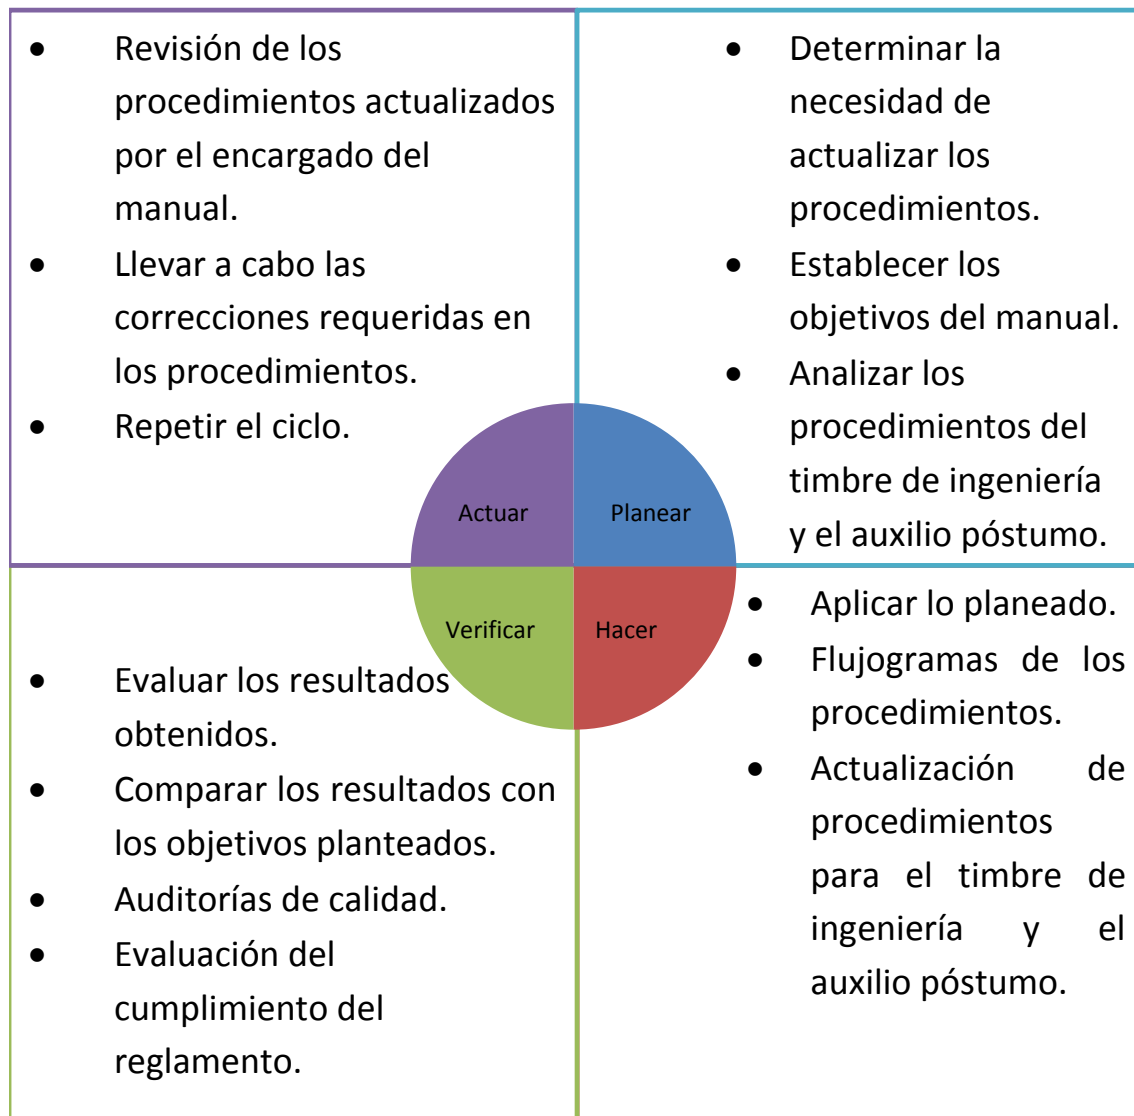 • Revisión de los
procedimientos actualizados
por el encargado del
manual.
• Llevar a cabo las
correcciones requeridas en
los procedimientos.
• Repetir el ciclo.
• Determinar la
necesidad de
actualizar los
procedimientos.
• Establecer los
objetivos del manual.
• Analizar los
procedimientos del
timbre de ingeniería
y el auxilio póstumo.
Actuar
Planear
Verificar
Hacer
• Evaluar los resultados
obtenidos.
• Comparar los resultados con
los objetivos planteados.
• Auditorías de calidad.
• Evaluación del
cumplimiento del
reglamento.
• Aplicar lo planeado.
• Flujogramas de los
procedimientos.
• Actualización de
procedimientos
para el timbre de
ingeniería y el
auxilio póstumo.